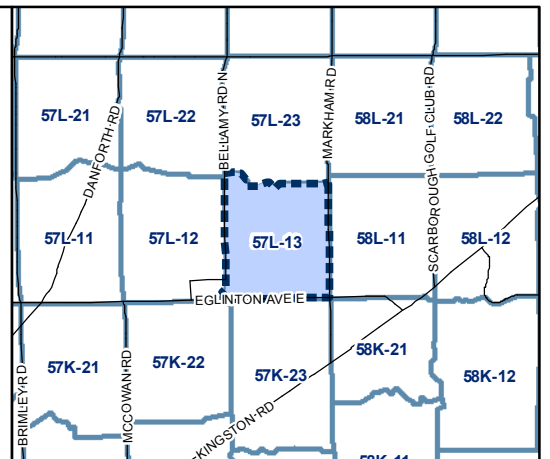 57L-21
57L-22
57L-23
58L-21
58L-22
DANFORTH RD
BELLAMY RD N
MARKHAM RD
SCARBOROUGH GOLF CLUB RD
57L-11
57L-12
57L-13
58L-11
58L-12
EGLINTON AVE E
57K-21
57K-22
57K-23
58K-21
58K-12
BRIMLEY RD
MCCOWAN RD
KINGSTON RD
58K-11